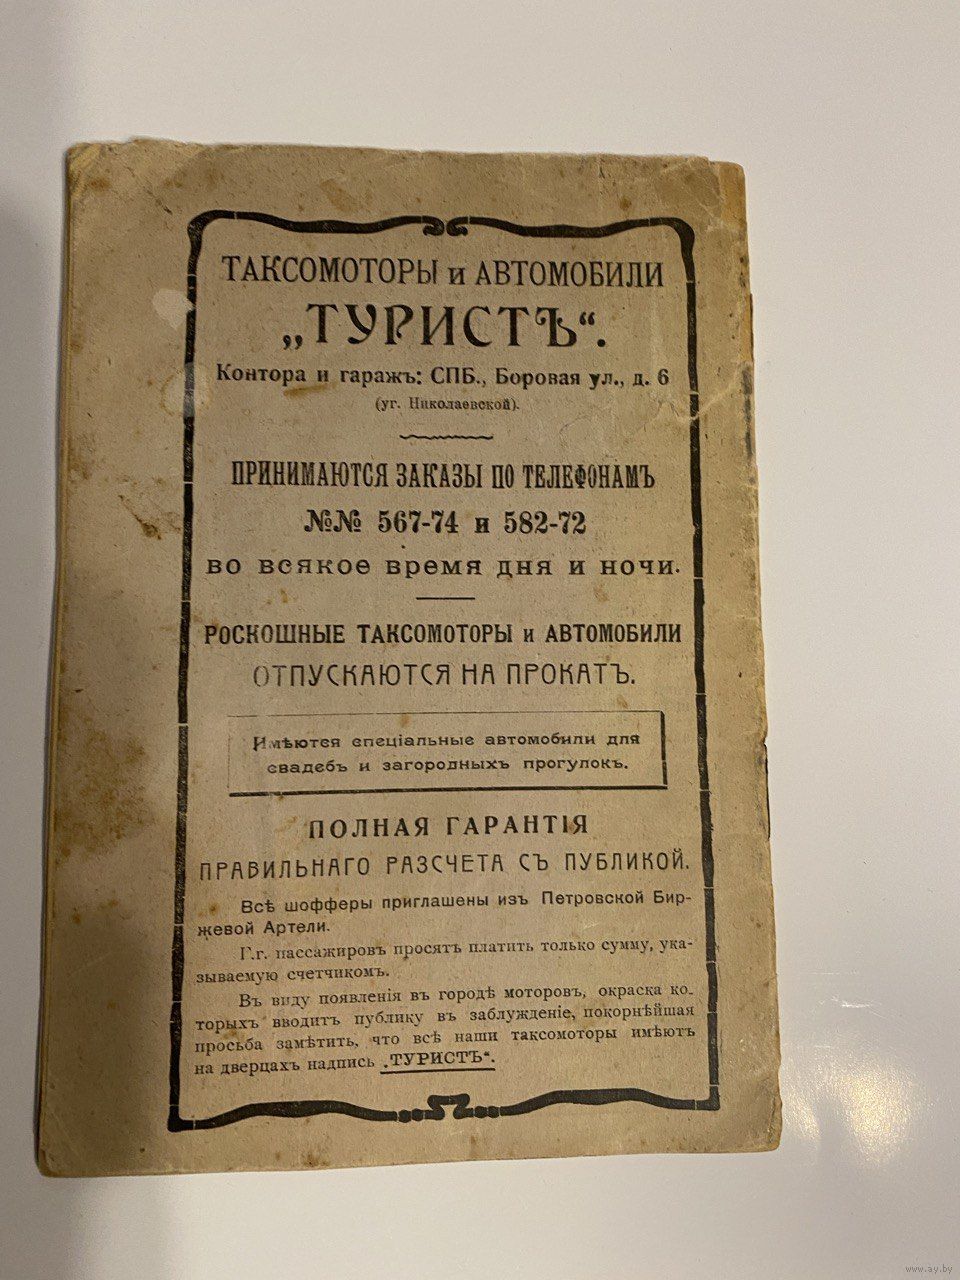 ТАКСОМОТОРЫ и АВТОМОБИЛИ
„ТУРИСТЪ“.
Контора и гаражъ: СПБ., Боровая ул., д. 6
(уг. Николаевской).
ПРИНИМАЮТСЯ ЗАКАЗЫ ПО ТЕЛЕФОНАМЪ
№№ 567-74 и 582-72
во всякое время дня и ночи.
РОСКОШНЫЕ ТАКСОМОТОРЫ и АВТОМОБИЛИ
ОТПУСКАЮТСЯ НА ПРОКАТЪ.
Имѣются спеціальные автомобили для
свадебъ и загородныхъ прогулокъ.
ПОЛНАЯ ГАРАНТІЯ
ПРАВИЛЬНАГО РАЗСЧЕТА СЪ ПУБЛИКОЙ.
Всѣ шофферы приглашены изъ Петровской Бир-
жевой Артели.
Г.г. пассажировъ просятъ платить только сумму, ука-
зываемую счетчикомъ.
Въ виду появленія въ городѣ моторовъ, окраска ко-
торыхъ вводитъ публику въ заблужденіе, покорнѣйшая
просьба замѣтить, что всѣ наши таксомоторы имѣютъ
на дверцахъ надпись „ТУРИСТЪ“.
www.ay.by